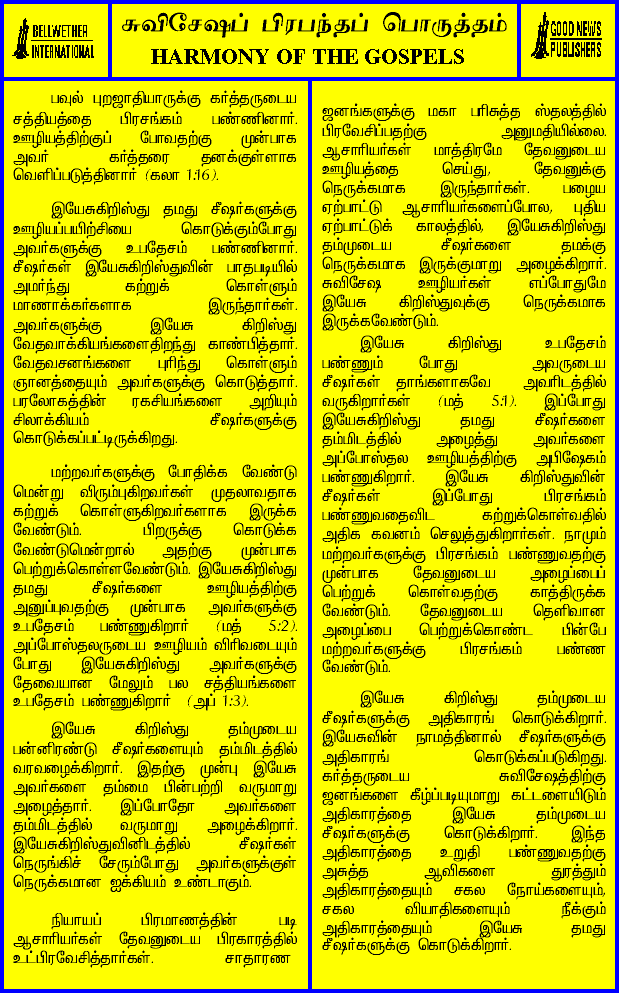 BELLWETHER
INTERNATIONAL
சுவிசேஷப் பிரபந்தப் பொருத்தம்
HARMONY OF THE GOSPELS
GOOD NEWS
PUBLISHERS
பவுல் புறஜாதியாருக்கு கர்த்தருடைய
சத்தியத்தை பிரசங்கம் பண்ணினார்.
ஊழியத்திற்குப் போவதற்கு முன்பாக
அவர் கர்த்தரை தனக்குள்ளாக
வெளிப்படுத்தினார் (கலா 1:16).
இயேசுகிறிஸ்து தமது சீஷர்களுக்கு
ஊழியப்பயிற்சியை கொடுக்கும்போது
அவர்களுக்கு உபதேசம் பண்ணினார்.
சீஷர்கள் இயேசுகிறிஸ்துவின் பாதபடியில்
அமர்ந்து கற்றுக் கொள்ளும்
மாணாக்கர்களாக இருந்தார்கள்.
அவர்களுக்கு இயேசு கிறிஸ்து
வேதவாக்கியங்களைதிறந்து காண்பித்தார்.
வேதவசனங்களை புரிந்து கொள்ளும்
ஞானத்தையும் அவர்களுக்கு கொடுத்தார்.
பரலோகத்தின் ரகசியங்களை அறியும்
சிலாக்கியம் சீஷர்களுக்கு
கொடுக்கப்பட்டிருக்கிறது.
மற்றவர்களுக்கு போதிக்க வேண்டு
மென்று விரும்புகிறவர்கள் முதலாவதாக
கற்றுக் கொள்ளுகிறவர்களாக இருக்க
வேண்டும். பிறருக்கு கொடுக்க
வேண்டுமென்றால் அதற்கு முன்பாக
பெற்றுக்கொள்ளவேண்டும். இயேசுகிறிஸ்து
தமது சீஷர்களை ஊழியத்திற்கு
அனுப்புவதற்கு முன்பாக அவர்களுக்கு
உபதேசம் பண்ணுகிறார் (மத் 5:2).
அப்போஸ்தலருடைய ஊழியம் விரிவடையும்
போது இயேசுகிறிஸ்து அவர்களுக்கு
தேவையான மேலும் பல சத்தியங்களை
உபதேசம் பண்ணுகிறார் (அப் 1:3).
இயேசு கிறிஸ்து தம்முடைய
பன்னிரண்டு சீஷர்களையும் தம்மிடத்தில்
வரவழைக்கிறார். இதற்கு முன்பு இயேசு
அவர்களை தம்மை பின்பற்றி வருமாறு
அழைத்தார். இப்போதோ அவர்களை
தம்மிடத்தில் வருமாறு அழைக்கிறார்.
இயேசுகிறிஸ்துவினிடத்தில் சீஷர்கள்
நெருங்கிச் சேரும்போது அவர்களுக்குள்
நெருக்கமான ஐக்கியம் உண்டாகும்.
நியாயப் பிரமாணத்தின் படி
ஆசாரியர்கள் தேவனுடைய பிரகாரத்தில்
உட்பிரவேசித்தார்கள். சாதாரண
ஜனங்களுக்கு மகா பரிசுத்த ஸ்தலத்தில்
பிரவேசிப்பதற்கு அனுமதியில்லை.
ஆசாரியர்கள் மாத்திரமே தேவனுடைய
ஊழியத்தை செய்து, தேவனுக்கு
நெருக்கமாக இருந்தார்கள். பழைய
ஏற்பாட்டு ஆசாரியர்களைப்போல, புதிய
ஏற்பாட்டுக் காலத்தில், இயேசுகிறிஸ்து
தம்முடைய சீஷர்களை தமக்கு
நெருக்கமாக இருக்குமாறு அழைக்கிறார்.
சுவிசேஷ ஊழியர்கள் எப்போதுமே
இயேசு கிறிஸ்துவுக்கு நெருக்கமாக
இருக்கவேண்டும்.
இயேசு கிறிஸ்து உபதேசம்
பண்ணும் போது அவருடைய
சீஷர்கள் தாங்களாகவே அவரிடத்தில்
வருகிறார்கள் (மத் 5:1). இப்போது
இயேசுகிறிஸ்து தமது சீஷர்களை
தம்மிடத்தில் அழைத்து அவர்களை
அப்போஸ்தல ஊழியத்திற்கு அபிஷேகம்
பண்ணுகிறார். இயேசு கிறிஸ்துவின்
சீஷர்கள் இப்போது பிரசங்கம்
பண்ணுவதைவிட கற்றுக்கொள்வதில்
அதிக கவனம் செலுத்துகிறார்கள். நாமும்
மற்றவர்களுக்கு பிரசங்கம் பண்ணுவதற்கு
முன்பாக தேவனுடைய அழைப்பைப்
பெற்றுக் கொள்வதற்கு காத்திருக்க
வேண்டும். தேவனுடைய தெளிவான
அழைப்பை பெற்றுக்கொண்ட பின்பே
மற்றவர்களுக்கு பிரசங்கம் பண்ண
வேண்டும்.
இயேசு கிறிஸ்து தம்முடைய
சீஷர்களுக்கு அதிகாரங் கொடுக்கிறார்.
இயேசுவின் நாமத்தினால் சீஷர்களுக்கு
அதிகாரங் கொடுக்கப்படுகிறது.
கர்த்தருடைய சுவிசேஷத்திற்கு
ஜனங்களை கீழ்ப்படியுமாறு கட்டளையிடும்
அதிகாரத்தை இயேசு தம்முடைய
சீஷர்களுக்கு கொடுக்கிறார். இந்த
அதிகாரத்தை உறுதி பண்ணுவதற்கு
அசுத்த ஆவிகளை துரத்தும்
அதிகாரத்தையும் சகல நோய்களையும்,
சகல வியாதிகளையும் நீக்கும்
அதிகாரத்தையும் இயேசு தமது
சீஷர்களுக்கு கொடுக்கிறார்.